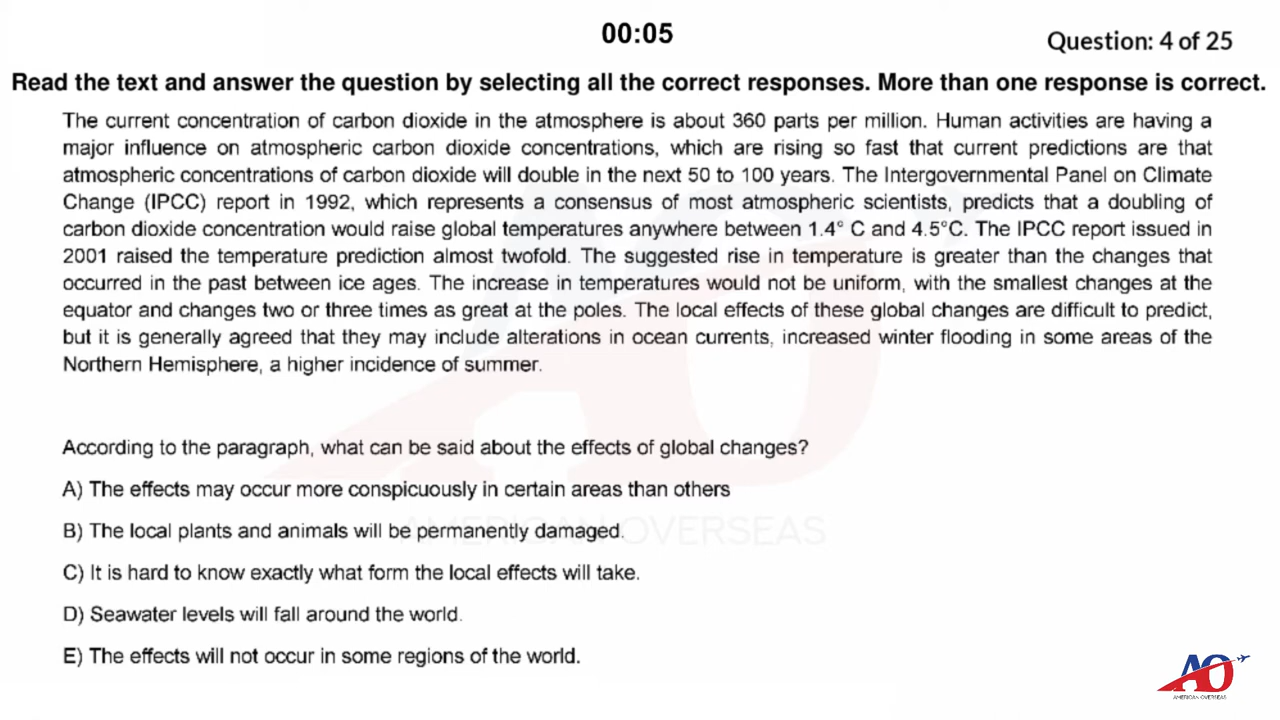 00:05
Question: 4 of 25
Read the text and answer the question by selecting all the correct responses. More than one response is correct.
The current concentration of carbon dioxide in the atmosphere is about 360 parts per million. Human activities are having a
major influence on atmospheric carbon dioxide concentrations, which are rising so fast that current predictions are that
atmospheric concentrations of carbon dioxide will double in the next 50 to 100 years. The Intergovernmental Panel on Climate
Change (IPCC) report in 1992, which represents a consensus of most atmospheric scientists, predicts that a doubling of
carbon dioxide concentration would raise global temperatures anywhere between 1.4° C and 4.5°C. The IPCC report issued in
2001 raised the temperature prediction almost twofold. The suggested rise in temperature is greater than the changes that
occurred in the past between ice ages. The increase in temperatures would not be uniform, with the smallest changes at the
equator and changes two or three times as great at the poles. The local effects of these global changes are difficult to predict,
but it is generally agreed that they may include alterations in ocean currents, increased winter flooding in some areas of the
Northern Hemisphere, a higher incidence of summer.
According to the paragraph, what can be said about the effects of global changes?
A) The effects may occur more conspicuously in certain areas than others
B) The local plants and animals will be permanently damaged.
AMERICAN OVERSEAS
C) It is hard to know exactly what form the local effects will take.
D) Seawater levels will fall around the world.
E) The effects will not occur in some regions of the world.
AO
AMERICAN OVERSEAS